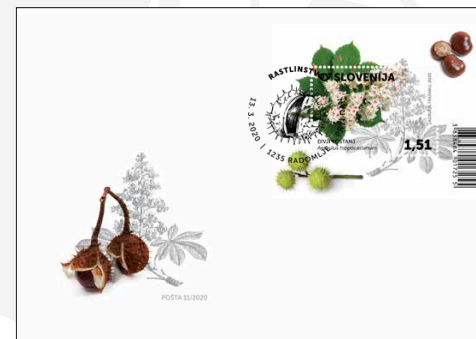 RASTLINSTVO
SLOVENIJA
13. 3. 2020 | 1235 RADOMLJE
DIVJI KOSTANJ
Aesculus hippocastanum
1,51
POŠTA 11/2020